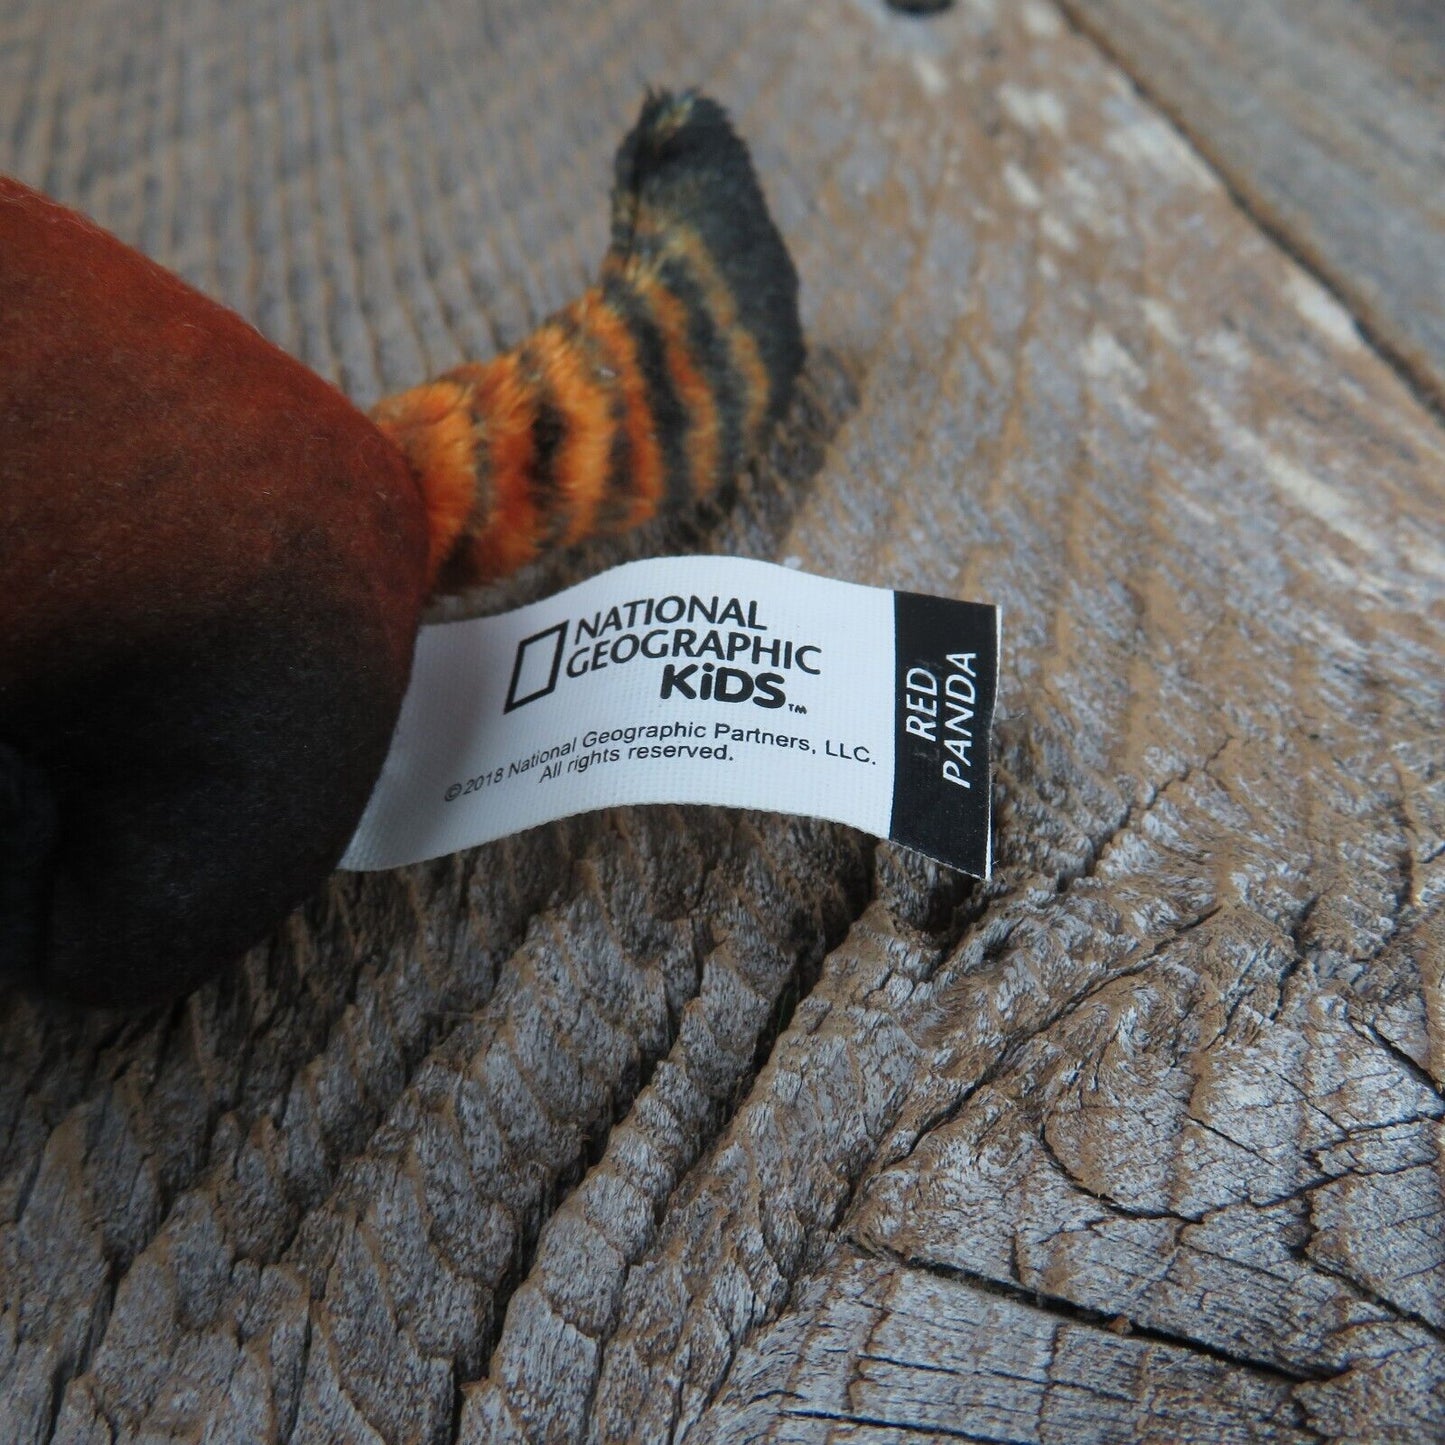 NATIONAL
GEOGRAPHIC
KiDS™
©2018 National Geographic Partners, LLC.
All rights reserved.
RED
PANDA